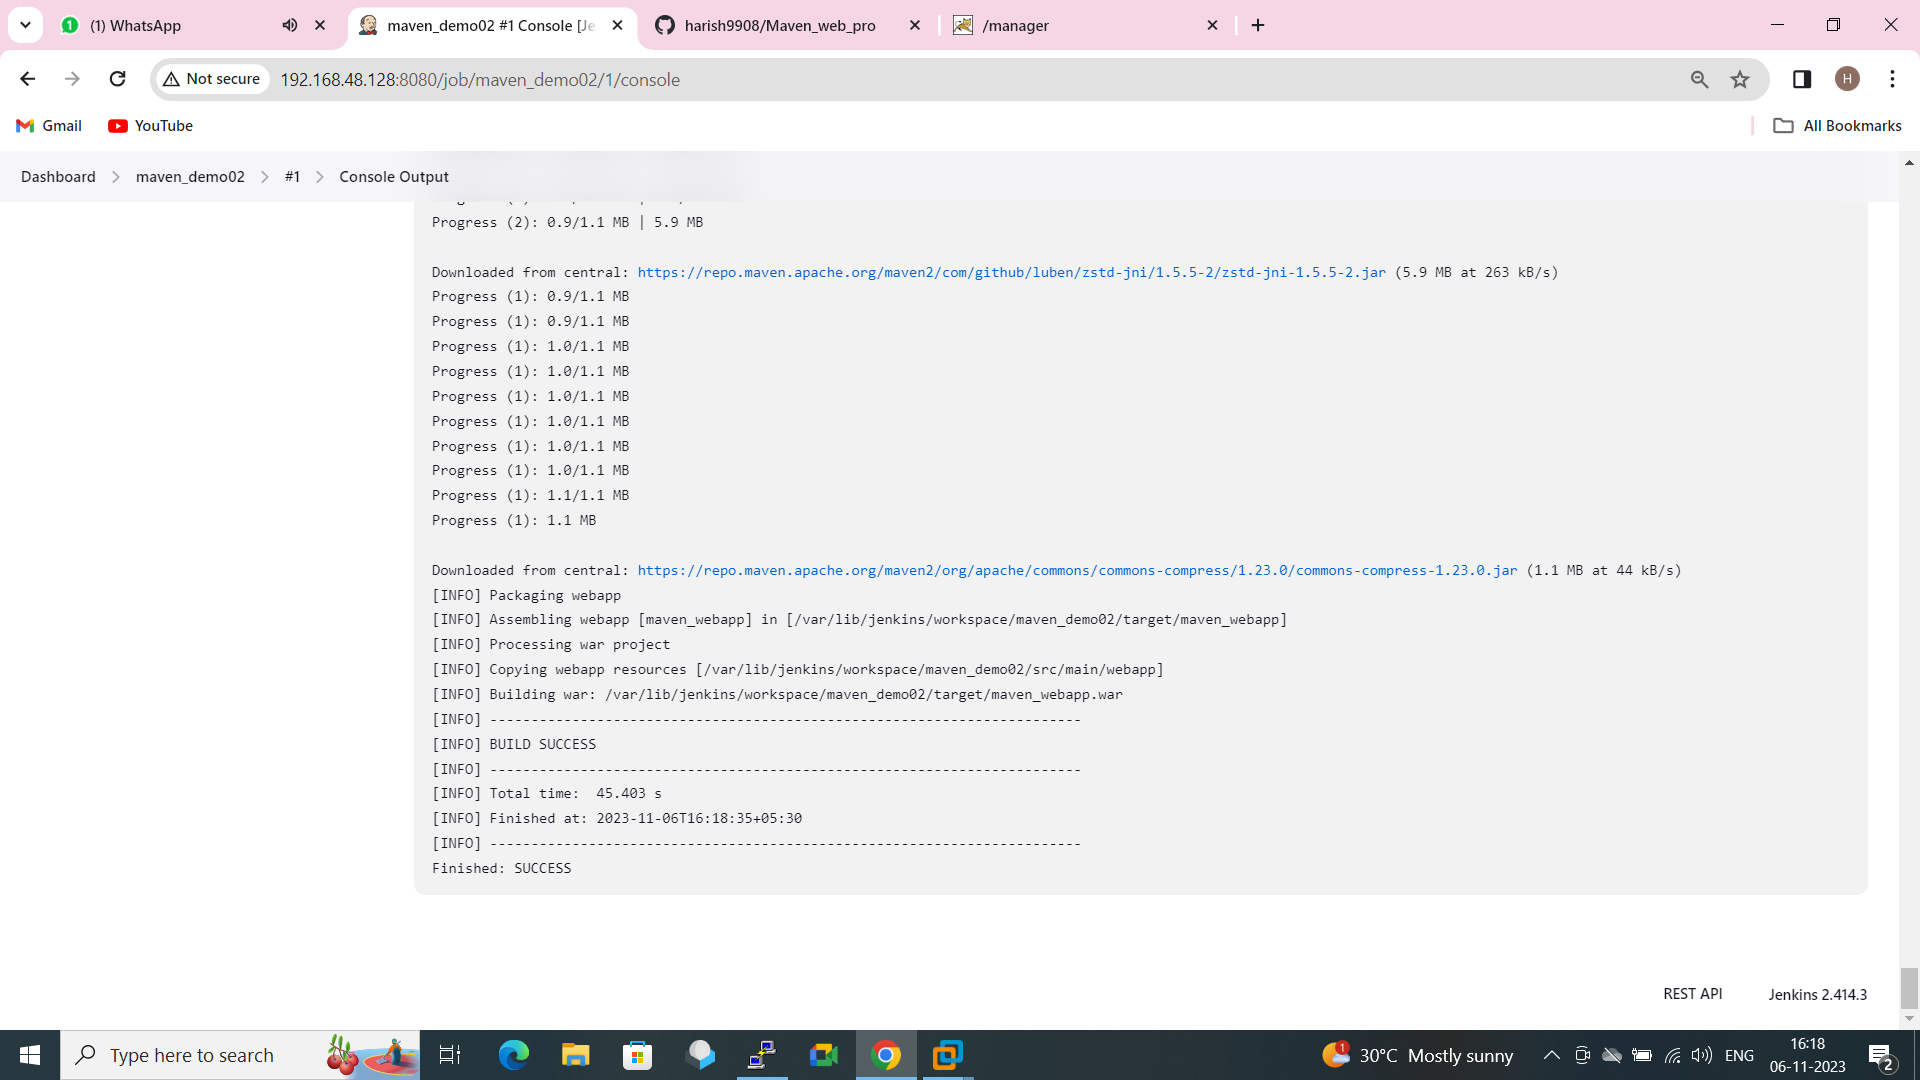 (1) WhatsApp
maven_demo02 #1 Console [Je
harish9908/Maven_web_pro
/manager
Not secure
192.168.48.128:8080/job/maven_demo02/1/console
H
Gmail
YouTube
All Bookmarks
Dashboard
maven_demo02
#1
Console Output
Progress (2): 0.9/1.1 MB | 5.9 MB
Downloaded from central: https://repo.maven.apache.org/maven2/com/github/luben/zstd-jni/1.5.5-2/zstd-jni-1.5.5-2.jar (5.9 MB at 263 kB/s)
Progress (1): 0.9/1.1 MB
Progress (1): 0.9/1.1 MB
Progress (1): 1.0/1.1 MB
Progress (1): 1.0/1.1 MB
Progress (1): 1.0/1.1 MB
Progress (1): 1.0/1.1 MB
Progress (1): 1.0/1.1 MB
Progress (1): 1.0/1.1 MB
Progress (1): 1.1/1.1 MB
Progress (1): 1.1 MB
Downloaded from central: https://repo.maven.apache.org/maven2/org/apache/commons/commons-compress/1.23.0/commons-compress-1.23.0.jar (1.1 MB at 44 kB/s)
[INFO] Packaging webapp
[INFO] Assembling webapp [maven_webapp] in [/var/lib/jenkins/workspace/maven_demo02/target/maven_webapp]
[INFO] Processing war project
[INFO] Copying webapp resources [/var/lib/jenkins/workspace/maven_demo02/src/main/webapp]
[INFO] Building war: /var/lib/jenkins/workspace/maven_demo02/target/maven_webapp.war
[INFO] ------------------------------------------------------------------------
[INFO] BUILD SUCCESS
[INFO] ------------------------------------------------------------------------
[INFO] Total time:  45.403 s
[INFO] Finished at: 2023-11-06T16:18:35+05:30
[INFO] ------------------------------------------------------------------------
Finished: SUCCESS
REST API
Jenkins 2.414.3
Type here to search
1
30°C Mostly sunny
ENG
16:18
06-11-2023
2